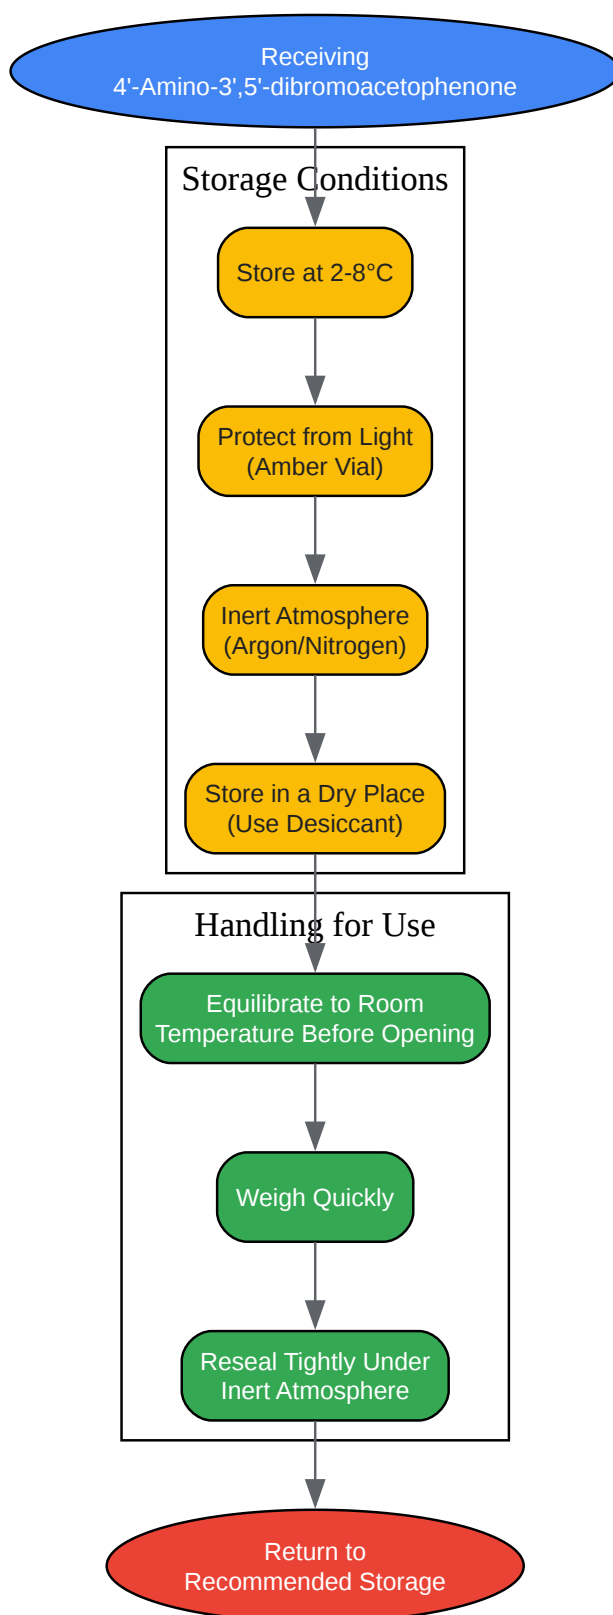 Receiving
4'-Amino-3',5'-dibromoacetophenone
Storage Conditions
Store at 2-8°C
Protect from Light
(Amber Vial)
Inert Atmosphere
(Argon/Nitrogen)
Store in a Dry Place
(Use Desiccant)
Handling for Use
Equilibrate to Room
Temperature Before Opening
Weigh Quickly
Reseal Tightly Under
Inert Atmosphere
Return to
Recommended Storage